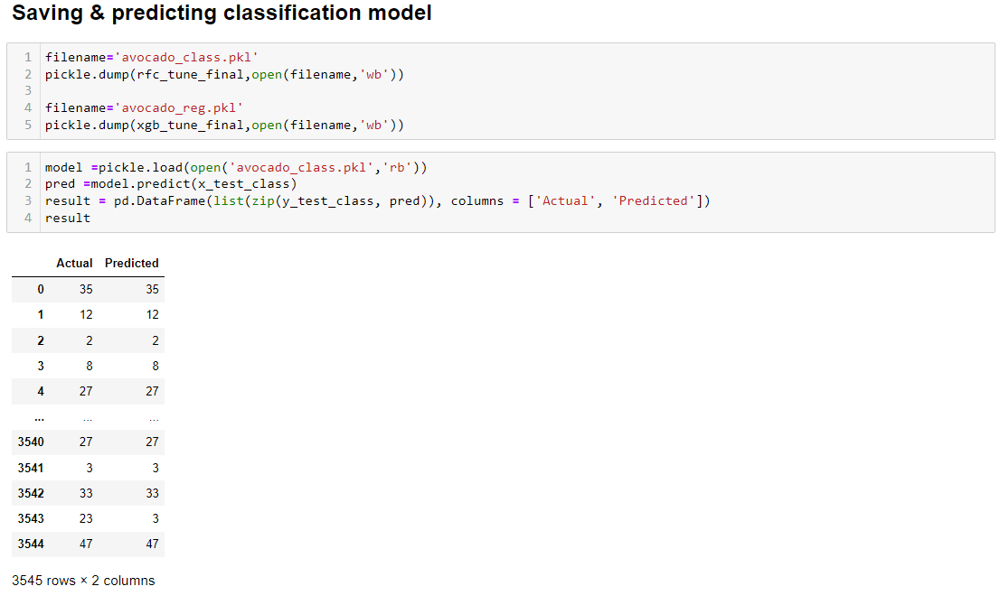 Saving & predicting classification model
1 filename='avocado_class.pkl'
2 pickle.dump(rfc_tune_final,open(filename,'wb'))
3
4 filename='avocado_reg.pkl'
5 pickle.dump(xgb_tune_final,open(filename,'wb'))
1 model =pickle.load(open('avocado_class.pkl','rb'))
2 pred =model.predict(x_test_class)
3 result = pd.DataFrame(list(zip(y_test_class, pred)), columns = ['Actual', 'Predicted'])
4 result
Actual Predicted
0 35 35
1 12 12
2 2 2
3 8 8
4 27 27
... ... ...
3540 27 27
3541 3 3
3542 33 33
3543 23 3
3544 47 47
3545 rows × 2 columns